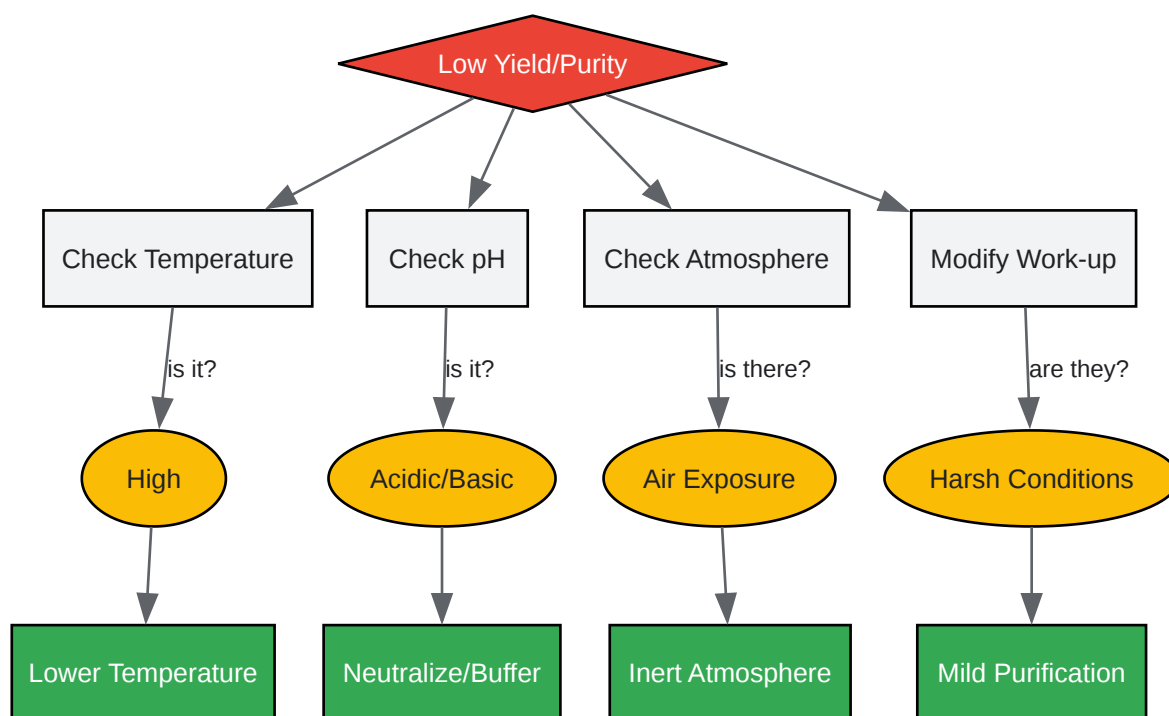 Low Yield/Purity
Check Temperature
Check pH
Check Atmosphere
Modify Work-up
is it?
is it?
is there?
are they?
High
Acidic/Basic
Air Exposure
Harsh Conditions
Lower Temperature
Neutralize/Buffer
Inert Atmosphere
Mild Purification